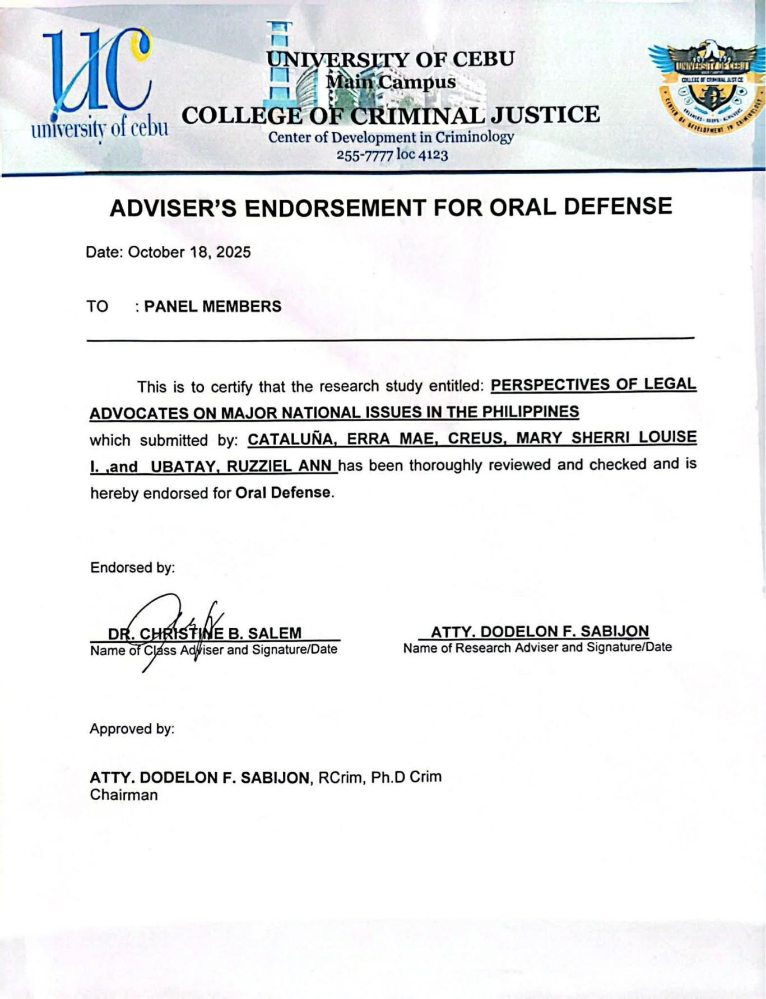 UC
university of cebu
UNIVERSITY OF CEBU
Main Campus
COLLEGE OF CRIMINAL JUSTICE
Center of Development in Criminology
255-7777 loc 4123
UNIVERSITY OF CEBU
MAIN CAMPUS
COLLEGE OF CRIMINAL JUSTICE
CENTER OF DEVELOPMENT IN CRIMINOLOGY
ADVISER'S ENDORSEMENT FOR ORAL DEFENSE
Date: October 18, 2025
TO : PANEL MEMBERS
This is to certify that the research study entitled: PERSPECTIVES OF LEGAL
ADVOCATES ON MAJOR NATIONAL ISSUES IN THE PHILIPPINES
which submitted by: CATALUÑA, ERRA MAE, CREUS, MARY SHERRI LOUISE
I. ,and UBATAY, RUZZIEL ANN has been thoroughly reviewed and checked and is
hereby endorsed for Oral Defense.
Endorsed by:
DR. CHRISTINE B. SALEM
Name of Class Adviser and Signature/Date
ATTY. DODELON F. SABIJON
Name of Research Adviser and Signature/Date
Approved by:
ATTY. DODELON F. SABIJON, RCrim, Ph.D Crim
Chairman